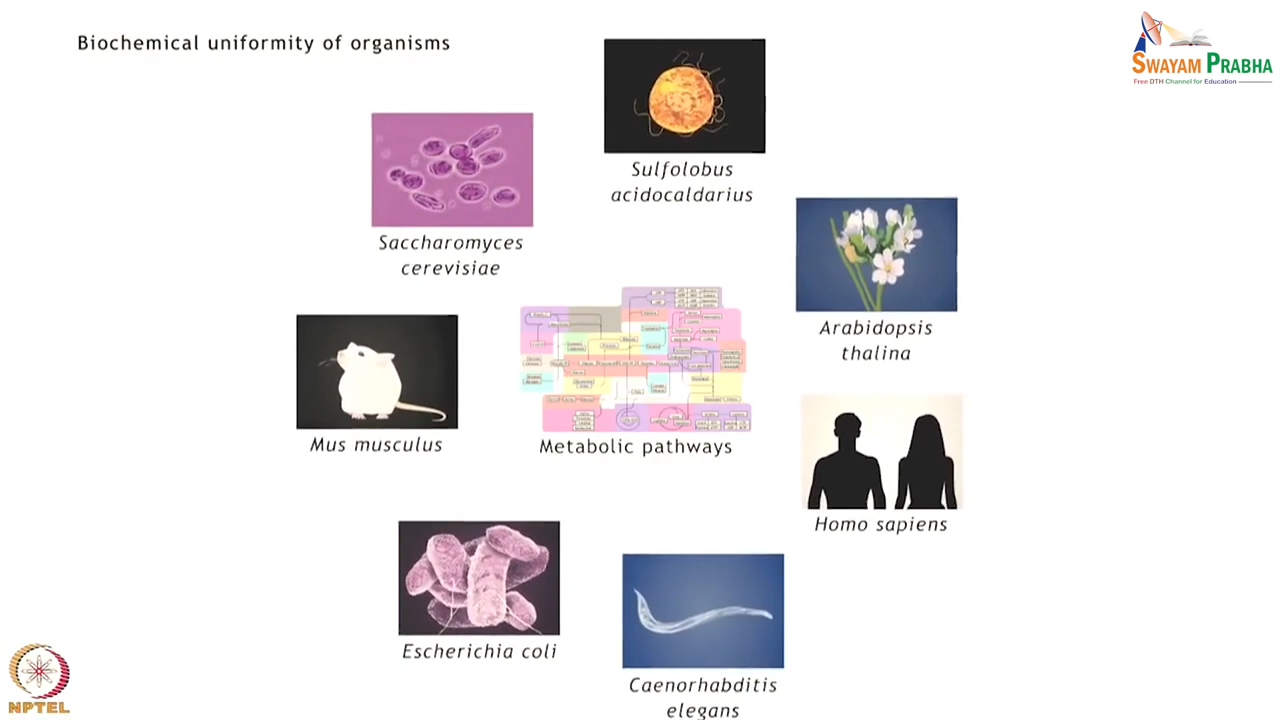 Biochemical uniformity of organisms
SWAYAM PRABHA
Free DTH Channel for Education
Sulfolobus
acidocaldarius
Saccharomyces
cerevisiae
Arabidopsis
thalina
Mus musculus
Metabolic pathways
Homo sapiens
Escherichia coli
Caenorhabditis
elegans
NPTEL